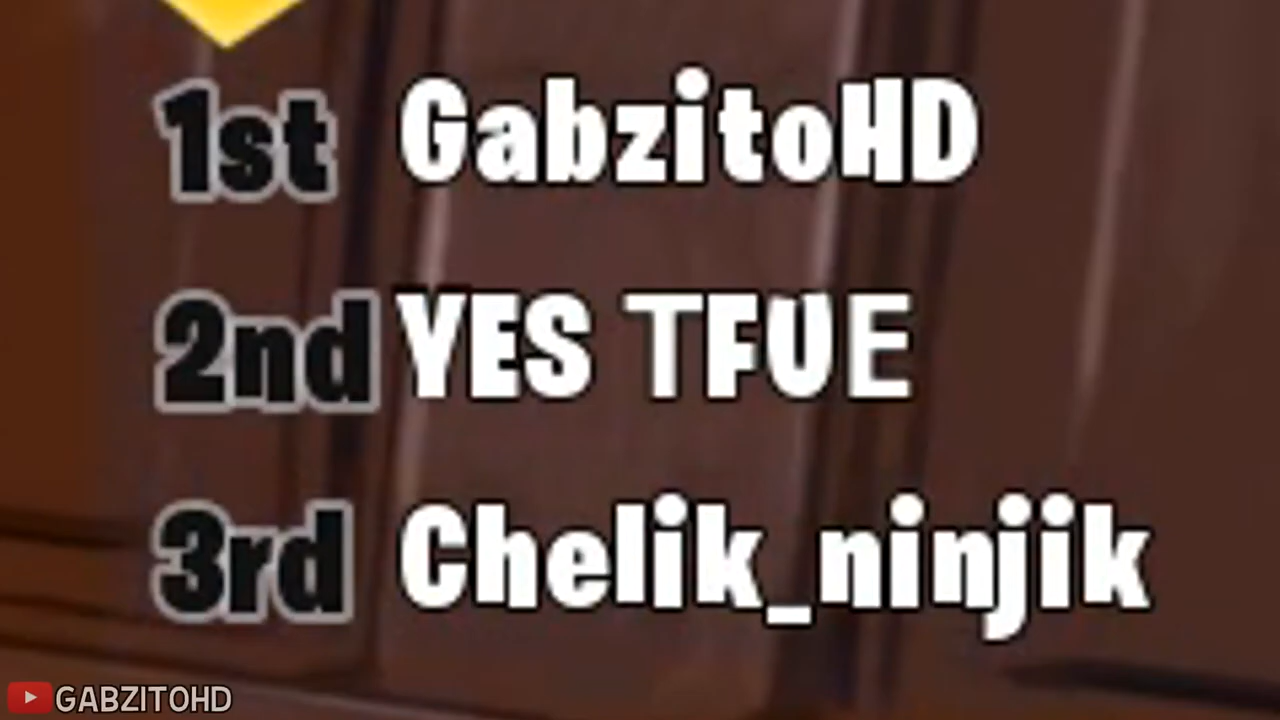 1st GabzitoHD
2nd YES TFUE
3rd Chelik_ninjik
GABZITOHD